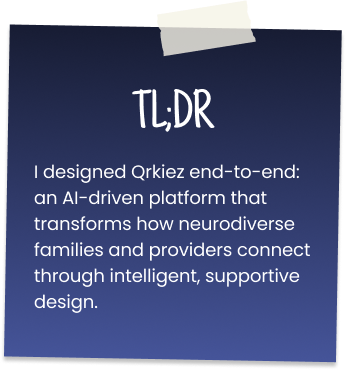 TL;DR
I designed Qrkiez end-to-end:
an AI-driven platform that
transforms how neurodiverse
families and providers connect
through intelligent, supportive
design.